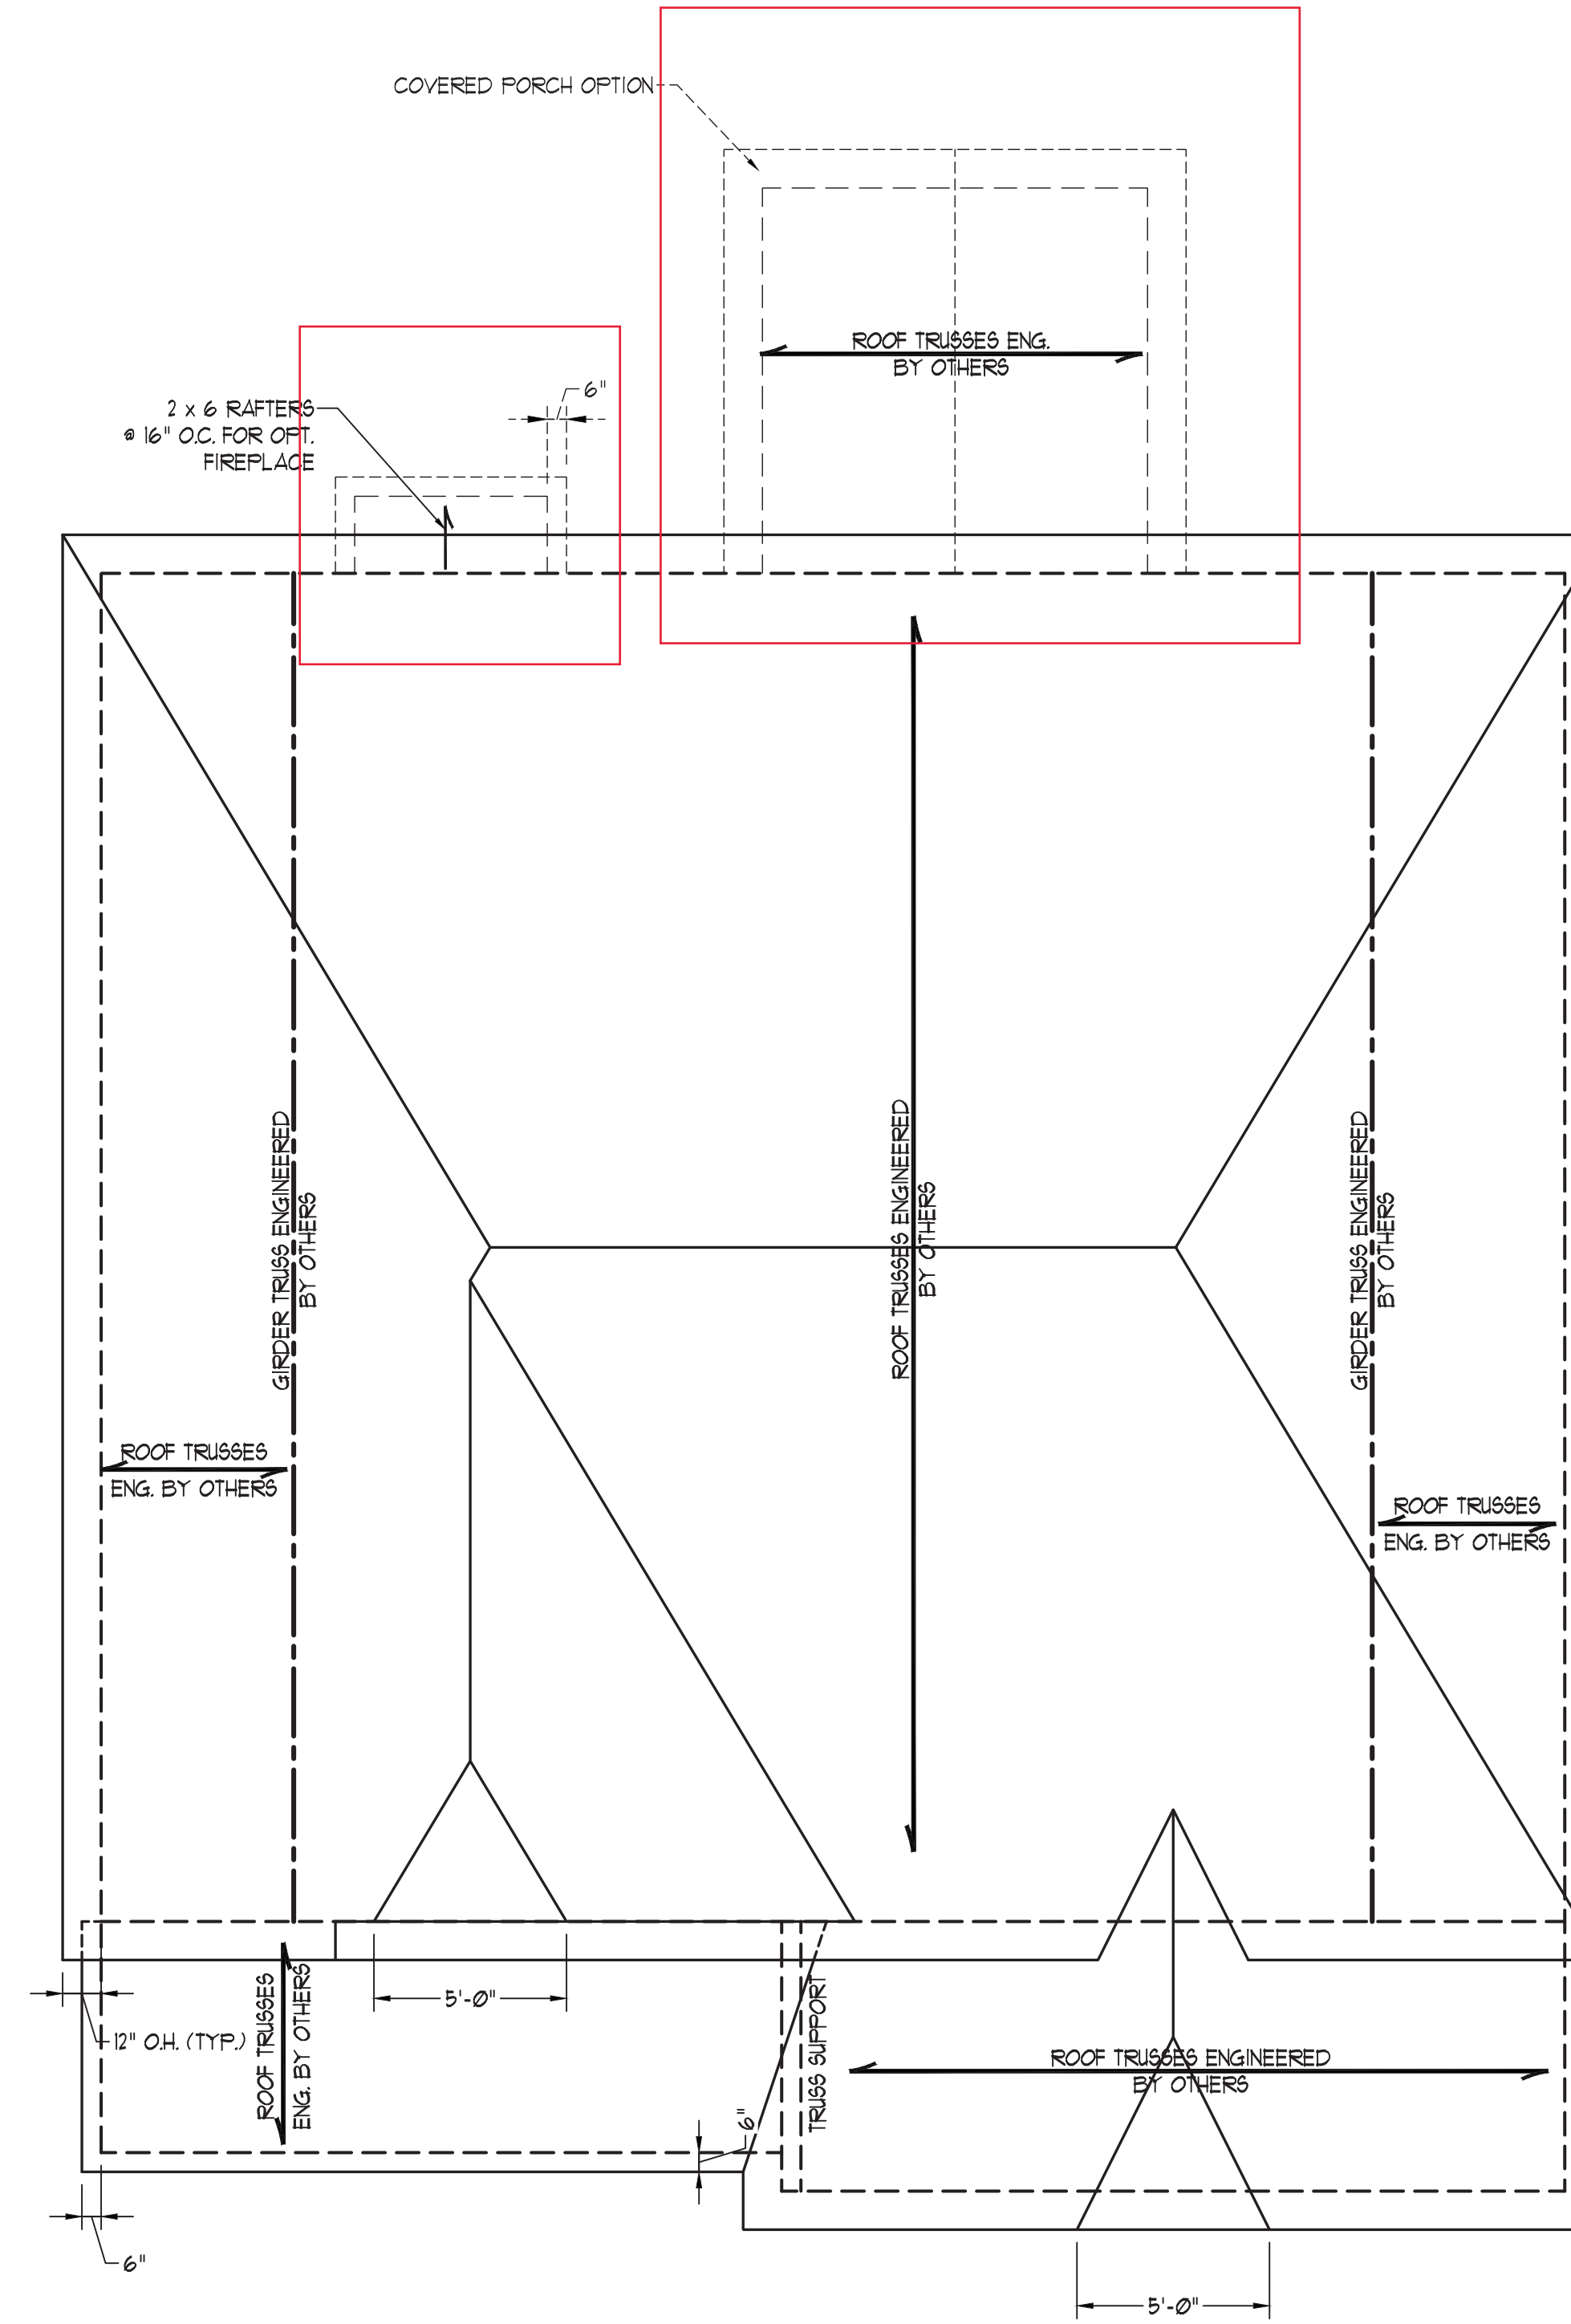 COVERED PORCH OPTION
ROOF TRUSSES ENG.
BY OTHERS
6"
2 x 6 RAFTERS
@ 16" O.C. FOR OPT.
FIREPLACE
GIRDER TRUSS ENGINEERED
BY OTHERS
ROOF TRUSSES ENGINEERED
BY OTHERS
GIRDER TRUSS ENGINEERED
BY OTHERS
ROOF TRUSSES
ENG. BY OTHERS
ROOF TRUSSES
ENG. BY OTHERS
5'-0"
12" O.H. (TYP.)
ROOF TRUSSES
ENG. BY OTHERS
TRUSS SUPPORT
ROOF TRUSSES ENGINEERED
BY OTHERS
6"
6"
5'-0"